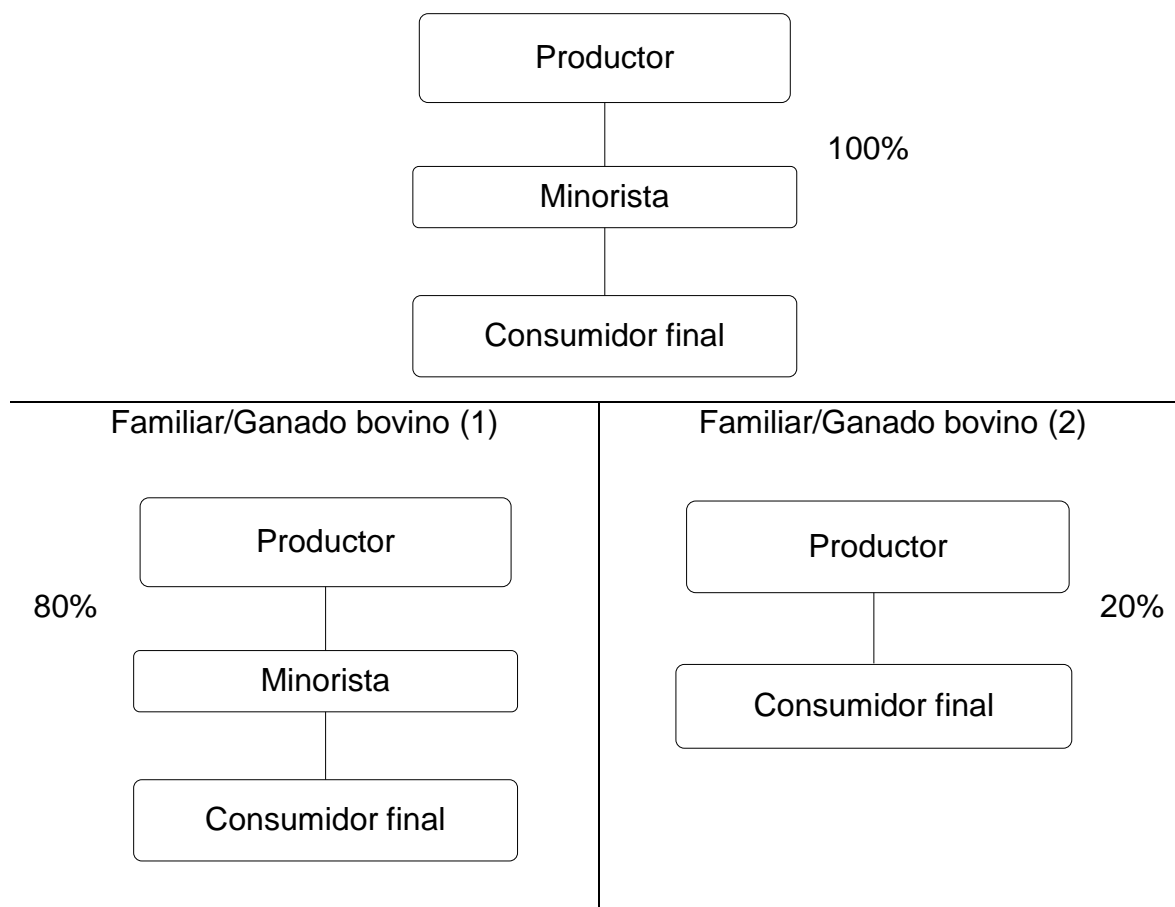 Productor
100%
Minorista
Consumidor final
Familiar/Ganado bovino (1)
Productor
80%
Minorista
Consumidor final
Familiar/Ganado bovino (2)
Productor
20%
Consumidor final